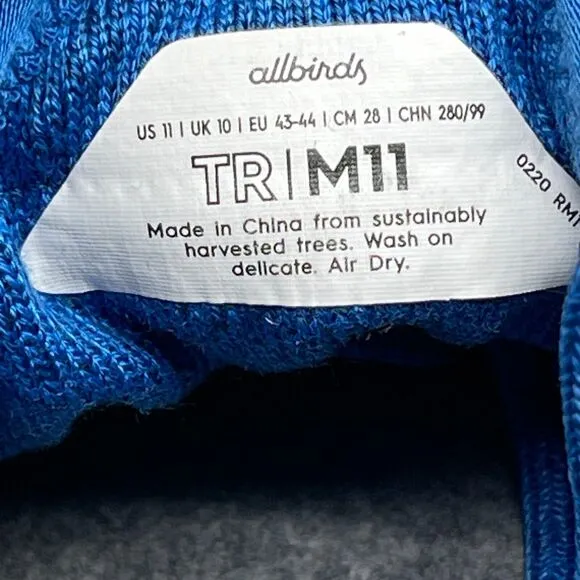 allbirds
US 11 | UK 10 | EU 43-44 | CM 28 | CHN 280/99
TR | M11
0220 RM1
Made in China from sustainably
harvested trees. Wash on
delicate. Air Dry.